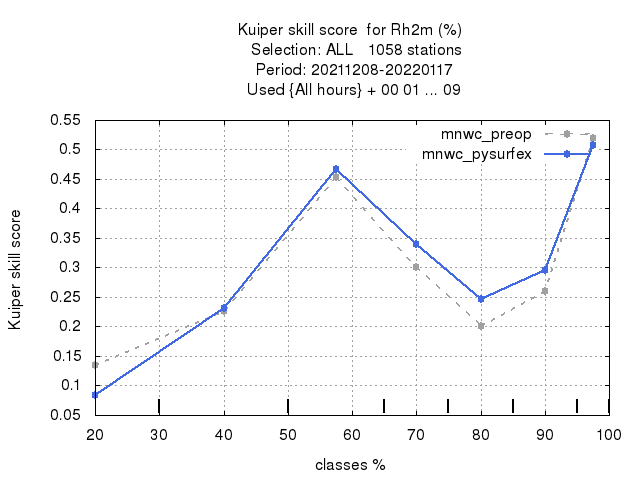 Kuiper skill score  for Rh2m (%)
Selection: ALL   1058 stations
Period: 20211208-20220117
Used {All hours} + 00 01 ... 09
mnwc_preop
mnwc_pysurfex
Kuiper skill score
0.55
0.5
0.45
0.4
0.35
0.3
0.25
0.2
0.15
0.1
0.05
20 30 40 50 60 70 80 90 100
classes %